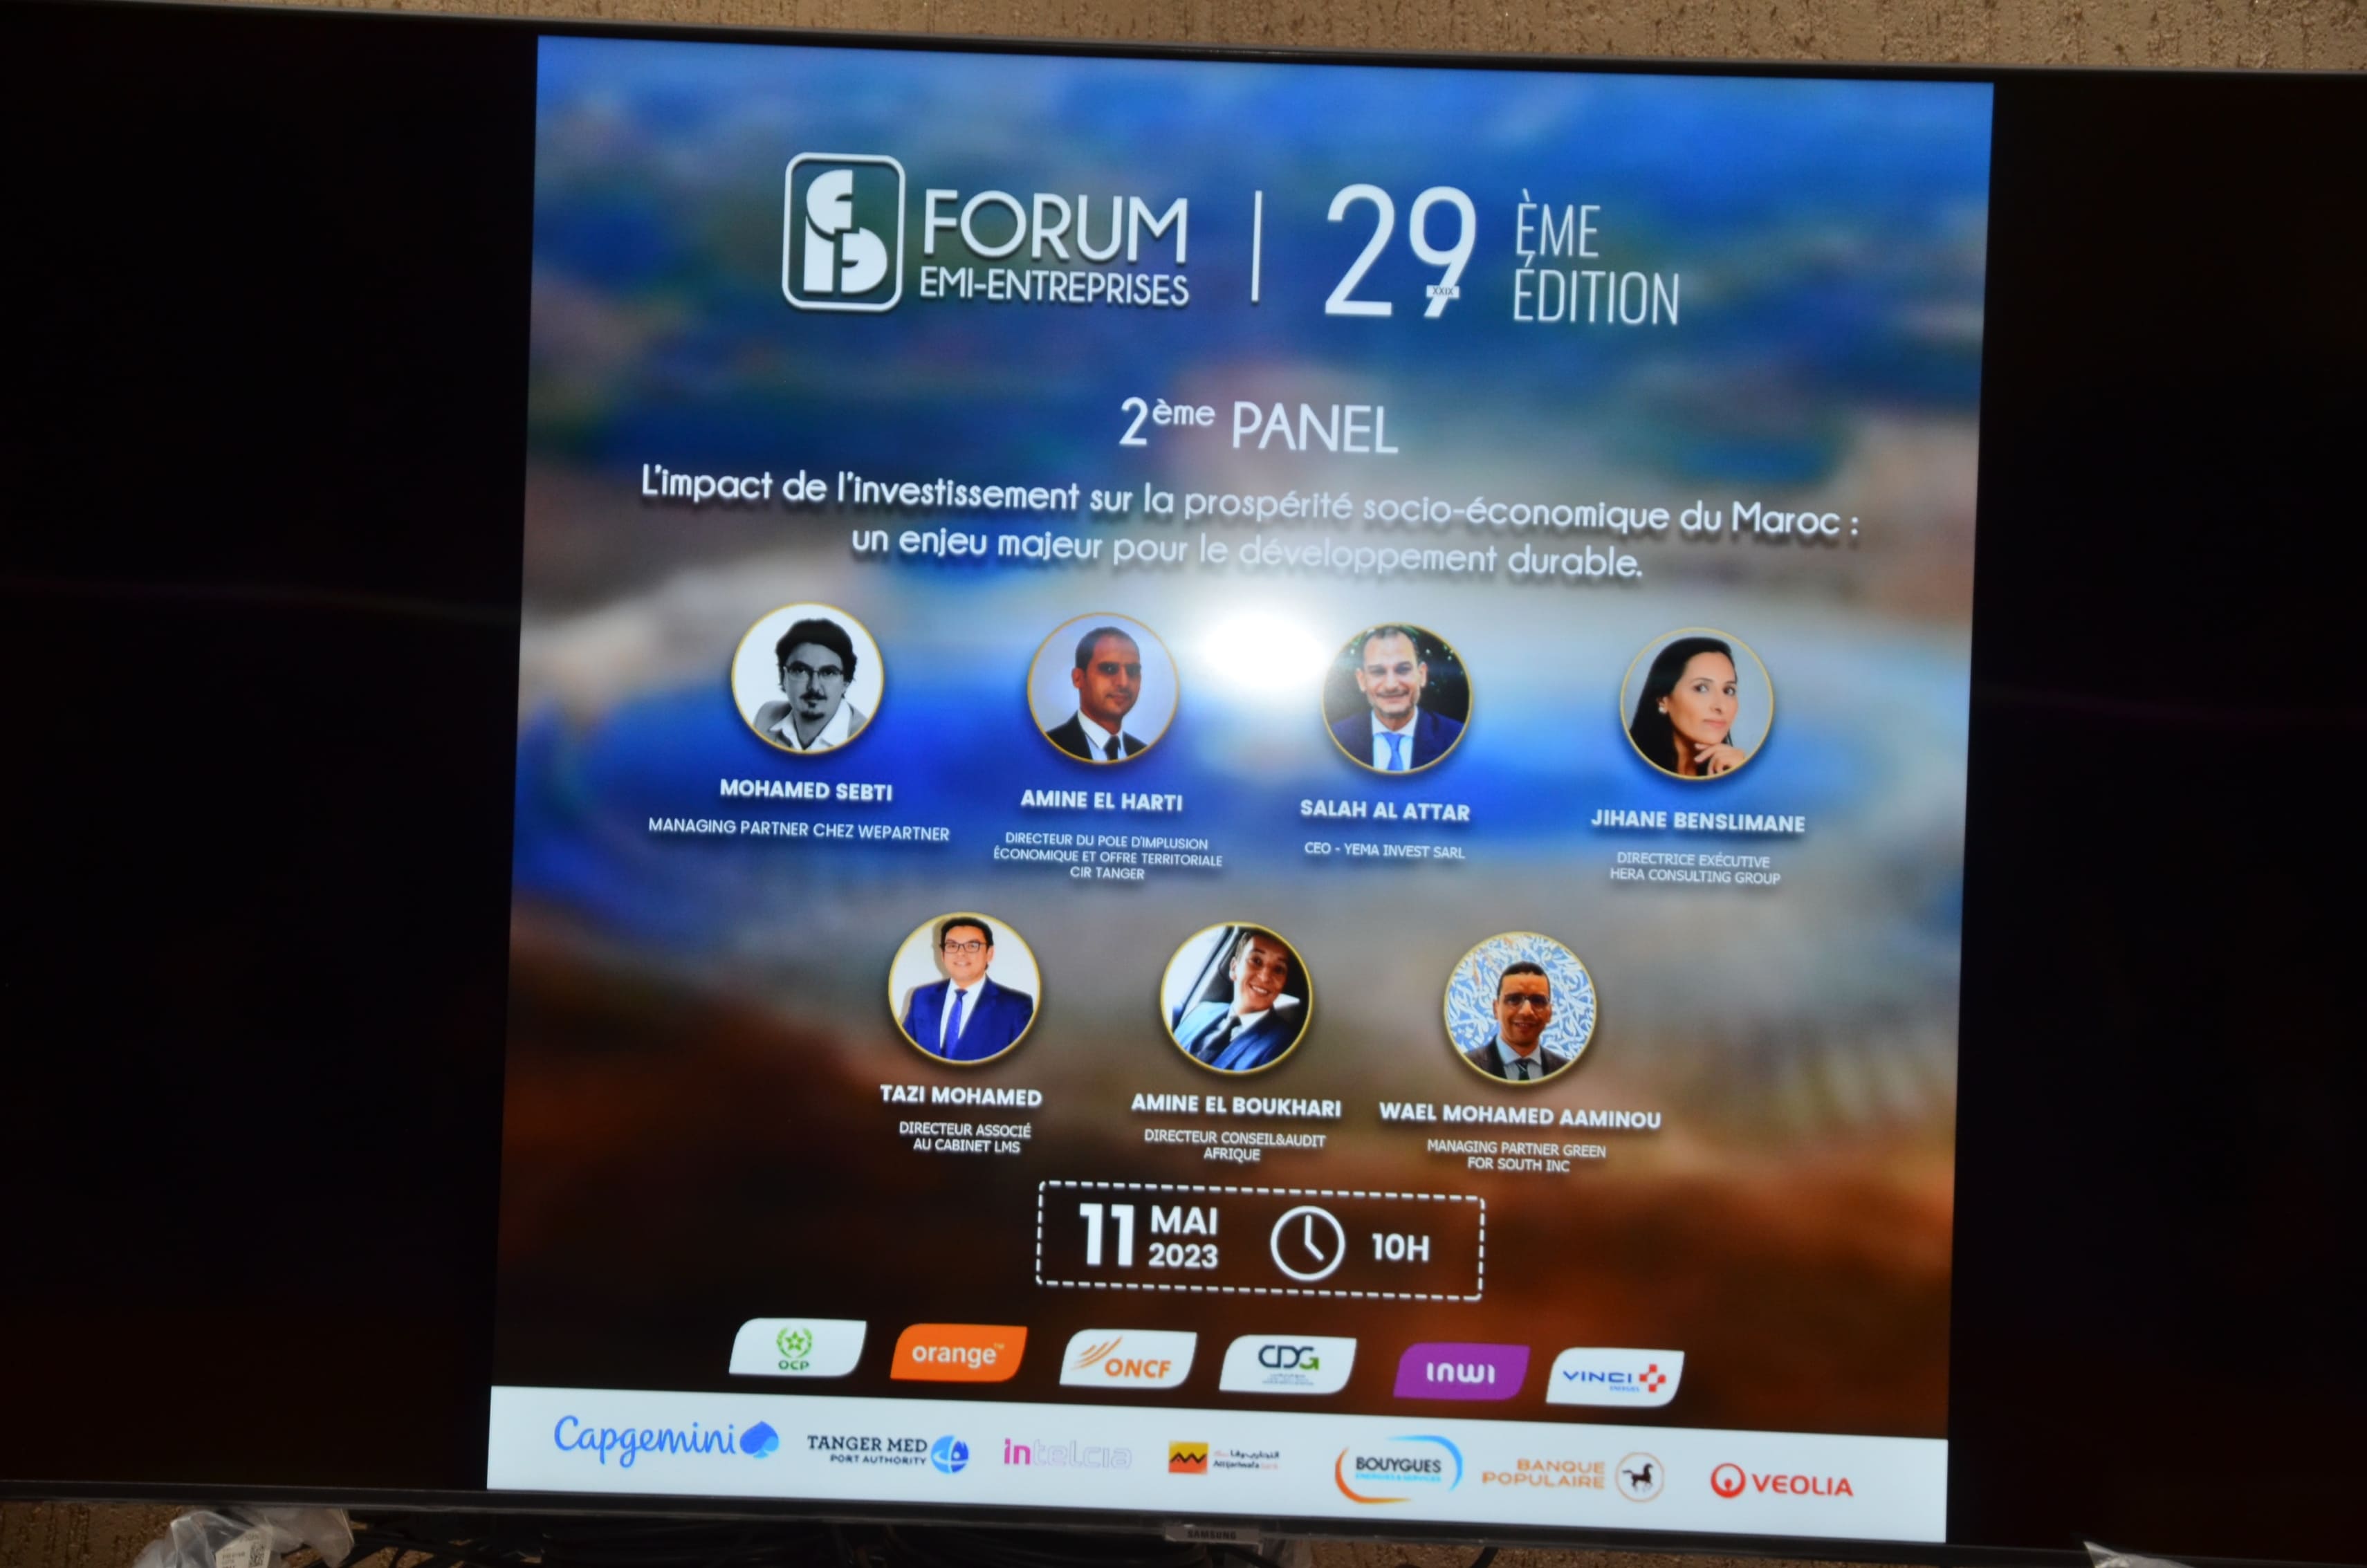 FORUM
EMI-ENTREPRISES
29
XXIX
ÈME
ÉDITION
2ème PANEL
L'impact de l'investissement sur la prospérité socio-économique du Maroc :
un enjeu majeur pour le développement durable.
MOHAMED SEBTI
MANAGING PARTNER CHEZ WEPARTNER
AMINE EL HARTI
DIRECTEUR DU POLE D'IMPLUSION
ÉCONOMIQUE ET OFFRE TERRITORIALE
CIR TANGER
SALAH AL ATTAR
CEO - YEMA INVEST SARL
JIHANE BENSLIMANE
DIRECTRICE EXÉCUTIVE
HERA CONSULTING GROUP
TAZI MOHAMED
DIRECTEUR ASSOCIÉ
AU CABINET LMS
AMINE EL BOUKHARI
DIRECTEUR CONSEIL&AUDIT
AFRIQUE
WAEL MOHAMED AAMINOU
MANAGING PARTNER GREEN
FOR SOUTH INC
11 MAI
2023
10H
OCP
orange
ONCF
CDG
inwi
VINCI
ENERGIES
Capgemini
TANGER MED
PORT AUTHORITY
intelcia
التجاري وفا بنك
Attijariwafa bank
BOUYGUES
ENERGIES & SERVICES
BANQUE
POPULAIRE
VEOLIA
SAMSUNG